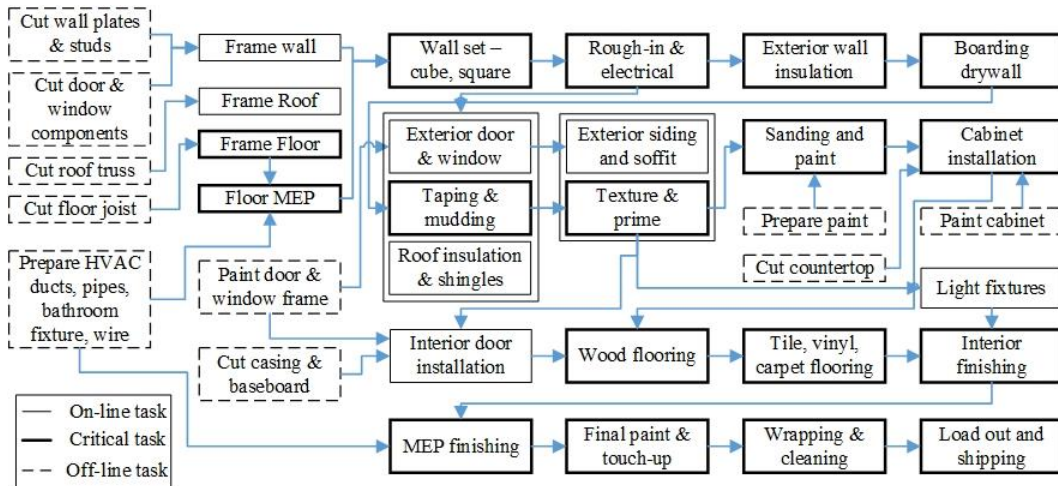 Cut wall plates
& studs
Frame wall
Wall set –
cube, square
Rough-in &
electrical
Exterior wall
insulation
Boarding
drywall
Cut door &
window
components
Frame Roof
Frame Floor
Exterior door
& window
Exterior siding
and soffit
Sanding and
paint
Cabinet
installation
Cut roof truss
Cut floor joist
Floor MEP
Taping &
mudding
Texture &
prime
Prepare paint
Paint cabinet
Prepare HVAC
ducts, pipes,
bathroom
fixture, wire
Paint door &
window frame
Roof insulation
& shingles
Cut countertop
Light fixtures
Cut casing &
baseboard
Interior door
installation
Wood flooring
Tile, vinyl,
carpet flooring
Interior
finishing
On-line task
Critical task
Off-line task
MEP finishing
Final paint &
touch-up
Wrapping &
cleaning
Load out and
shipping